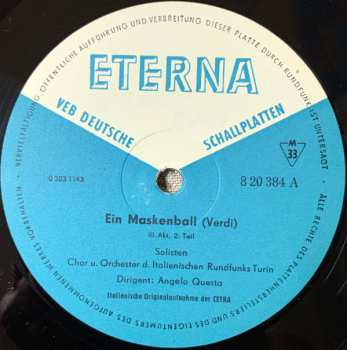 ALLE RECHTE DES PLATTENHERSTELLERS UND DES EIGENTÜMERS DES AUFGENOMMENEN WERKES VORBEHALTEN · VERVIELFÄLTIGUNG, ÖFFENTLICHE AUFFÜHRUNG UND VERBREITUNG DIESER PLATTE DURCH RUNDFUNK IST UNTERSAGT ·
ETERNA
VEB DEUTSCHE SCHALLPLATTEN
M
33
0 303 1143
8 20 384 A
Ein Maskenball (Verdi)
III. Akt, 2. Teil
Solisten
Chor u. Orchester d. Italienischen Rundfunks Turin
Dirigent: Angelo Questa
Italienische Originalaufnahme der CETRA